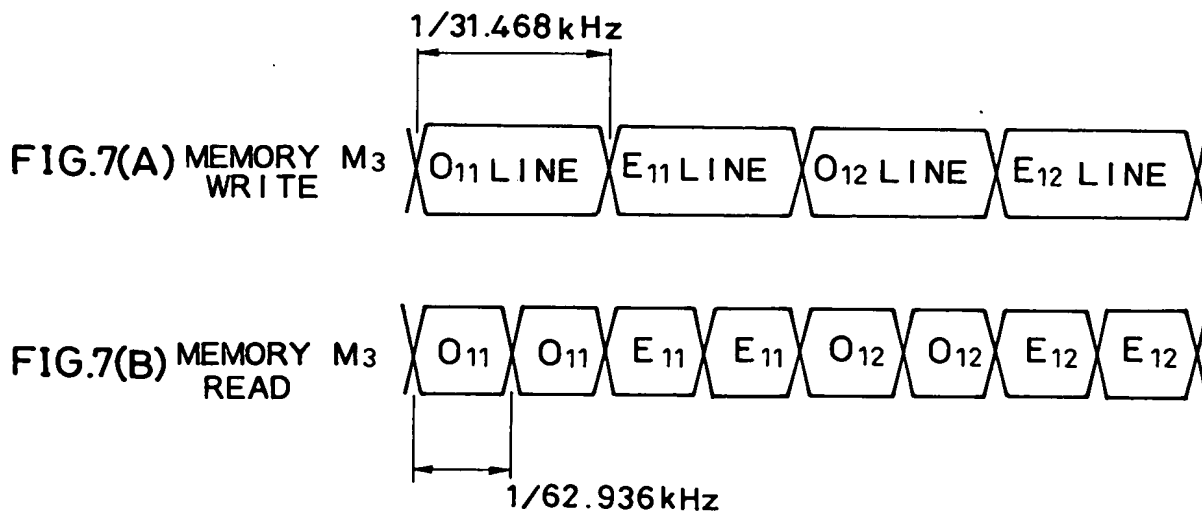 1/31.468kHz
FIG.7(A) MEMORY M₃
WRITE
O₁₁ LINE E₁₁ LINE O₁₂ LINE E₁₂ LINE
FIG.7(B) MEMORY M₃
READ
O₁₁ O₁₁ E₁₁ E₁₁ O₁₂ O₁₂ E₁₂ E₁₂
1/62.936kHz